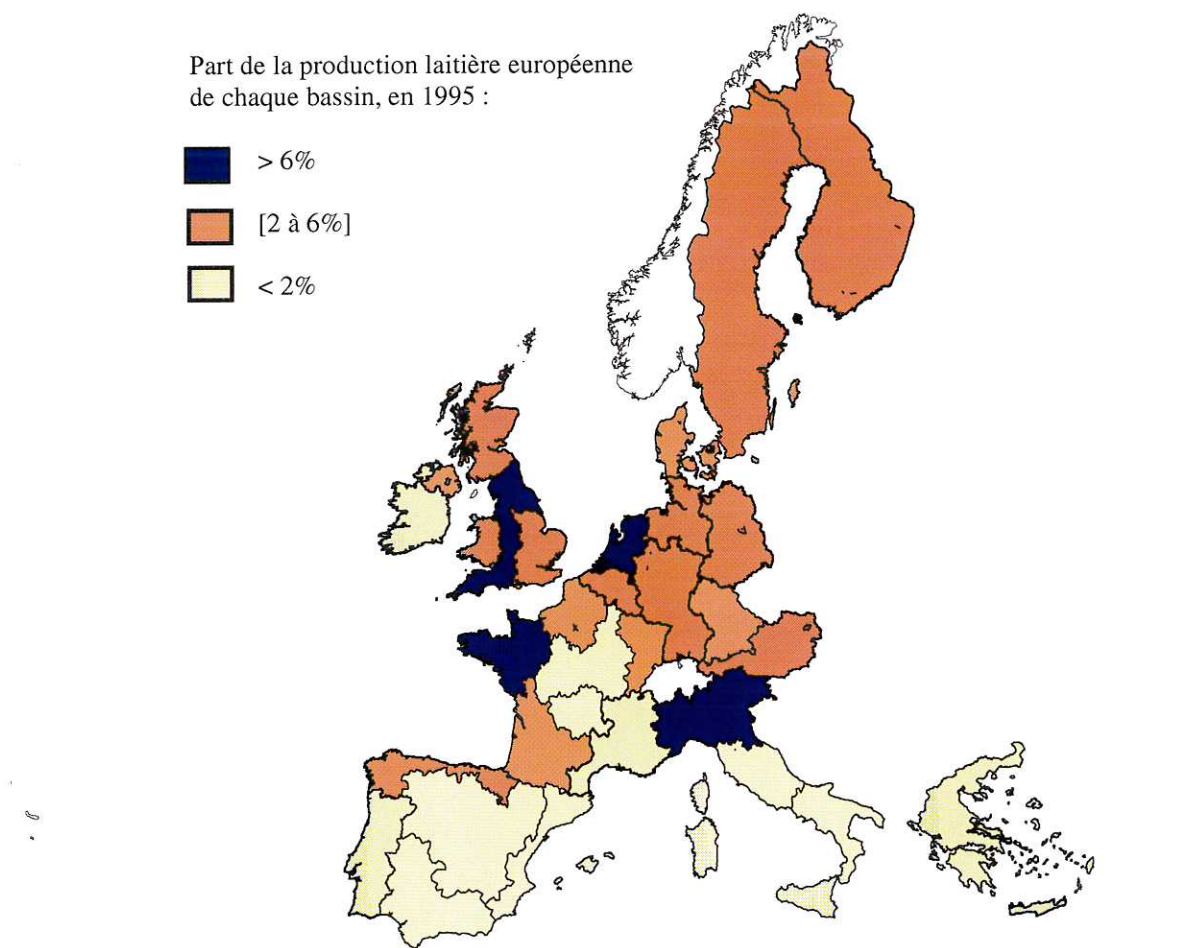 Part de la production laitière européenne
de chaque bassin, en 1995 :
> 6%
[2 à 6%]
< 2%